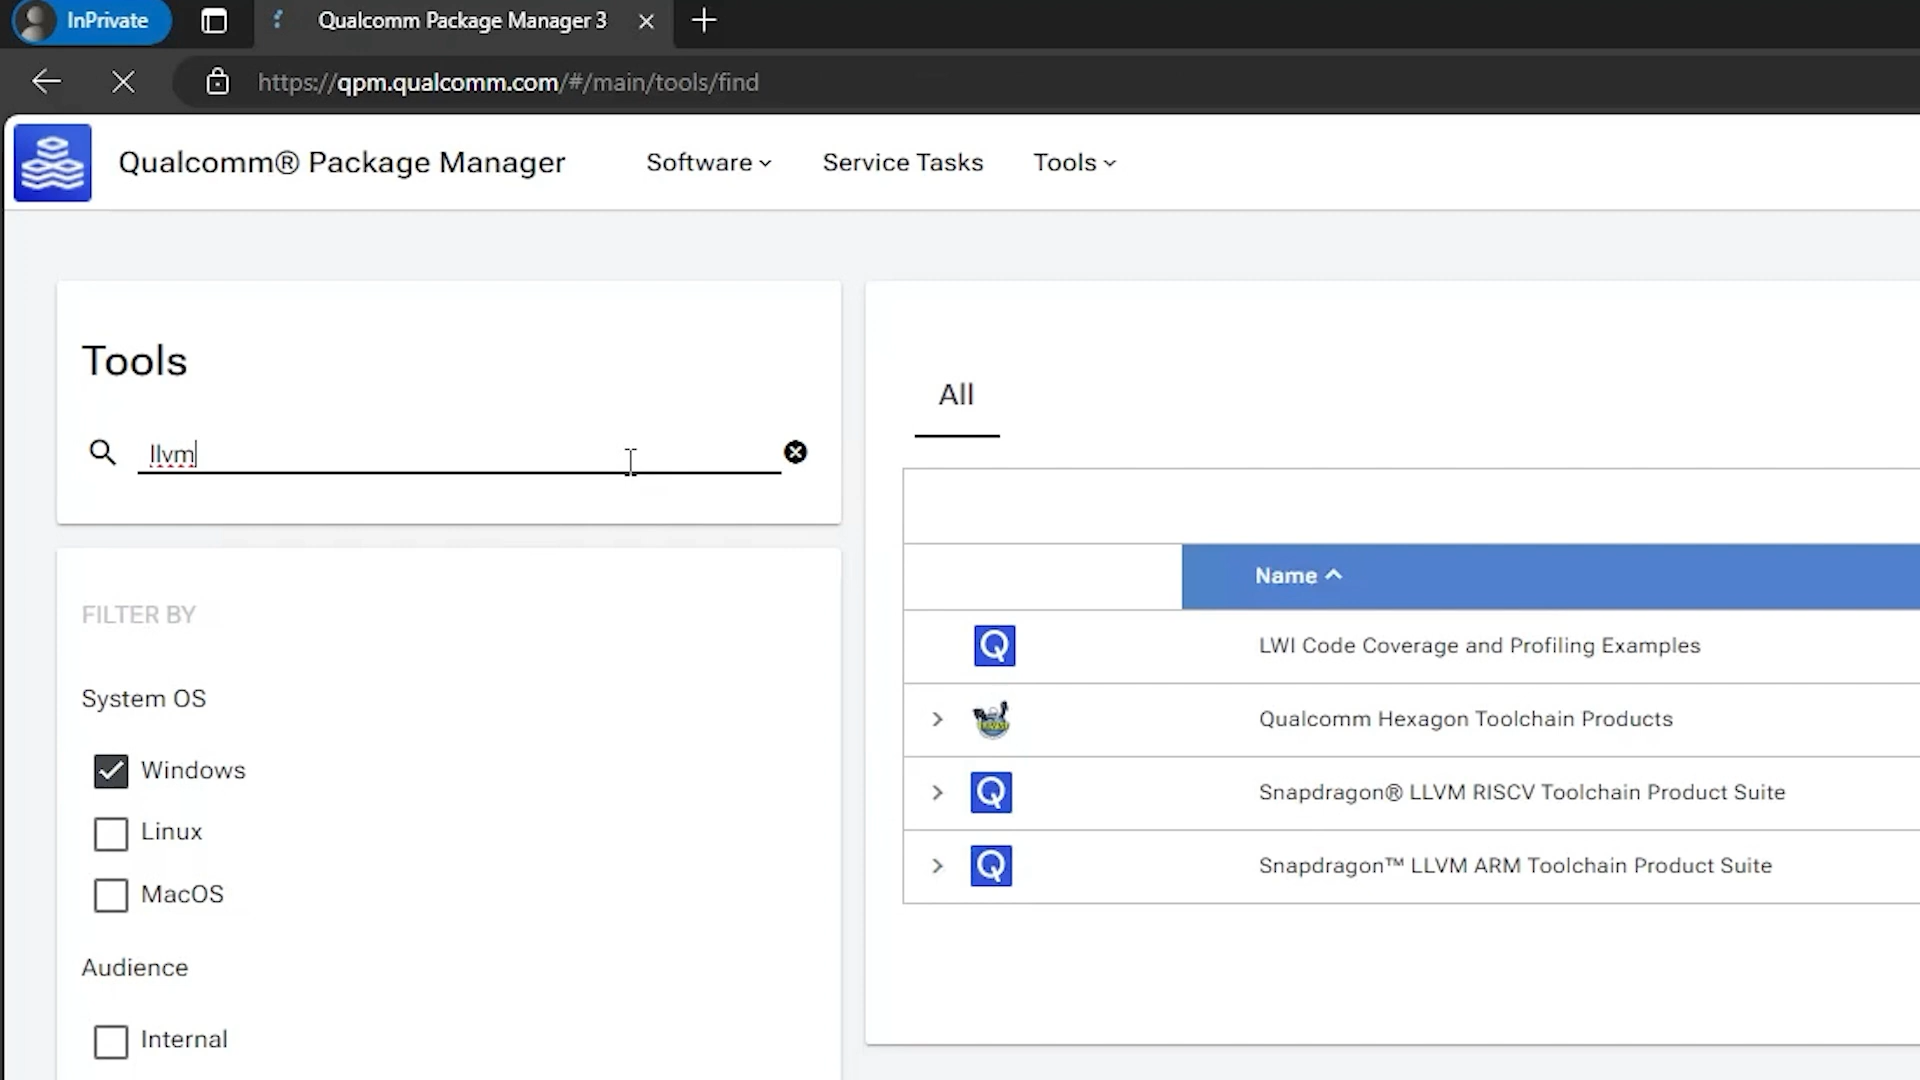 InPrivate
Qualcomm Package Manager 3
https://qpm.qualcomm.com/#/main/tools/find
Qualcomm® Package Manager
Software
Service Tasks
Tools
Tools
llvm
FILTER BY
System OS
Windows
Linux
MacOS
Audience
Internal
All
Name
LWI Code Coverage and Profiling Examples
Qualcomm Hexagon Toolchain Products
Snapdragon® LLVM RISCV Toolchain Product Suite
Snapdragon™ LLVM ARM Toolchain Product Suite